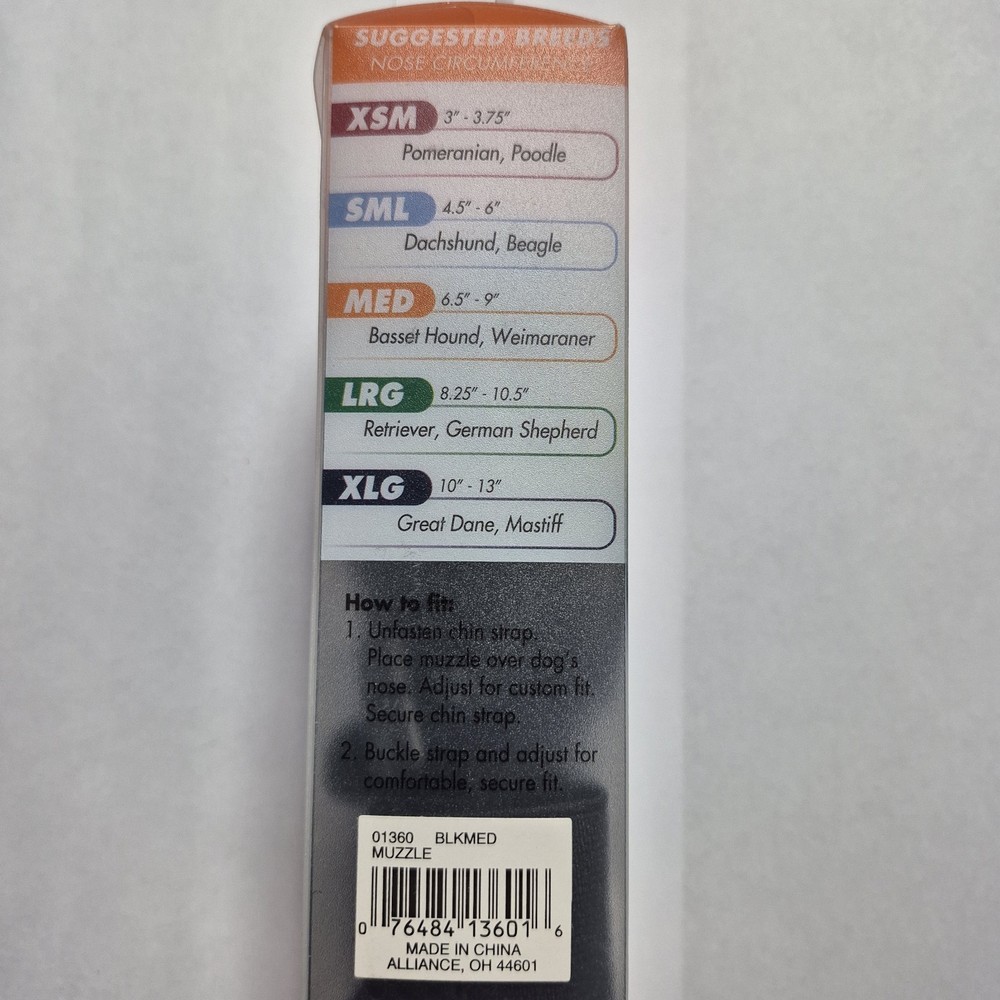 SUGGESTED BREEDS
NOSE CIRCUMFERENCE
XSM 3" - 3.75"
Pomeranian, Poodle
SML 4.5" - 6"
Dachshund, Beagle
MED 6.5" - 9"
Basset Hound, Weimaraner
LRG 8.25" - 10.5"
Retriever, German Shepherd
XLG 10" - 13"
Great Dane, Mastiff
How to fit:
1. Unfasten chin strap.
Place muzzle over dog's
nose. Adjust for custom fit.
Secure chin strap.
2. Buckle strap and adjust for
comfortable, secure fit.
01360 BLKMED
MUZZLE
0 76484 13601 6
MADE IN CHINA
ALLIANCE, OH 44601